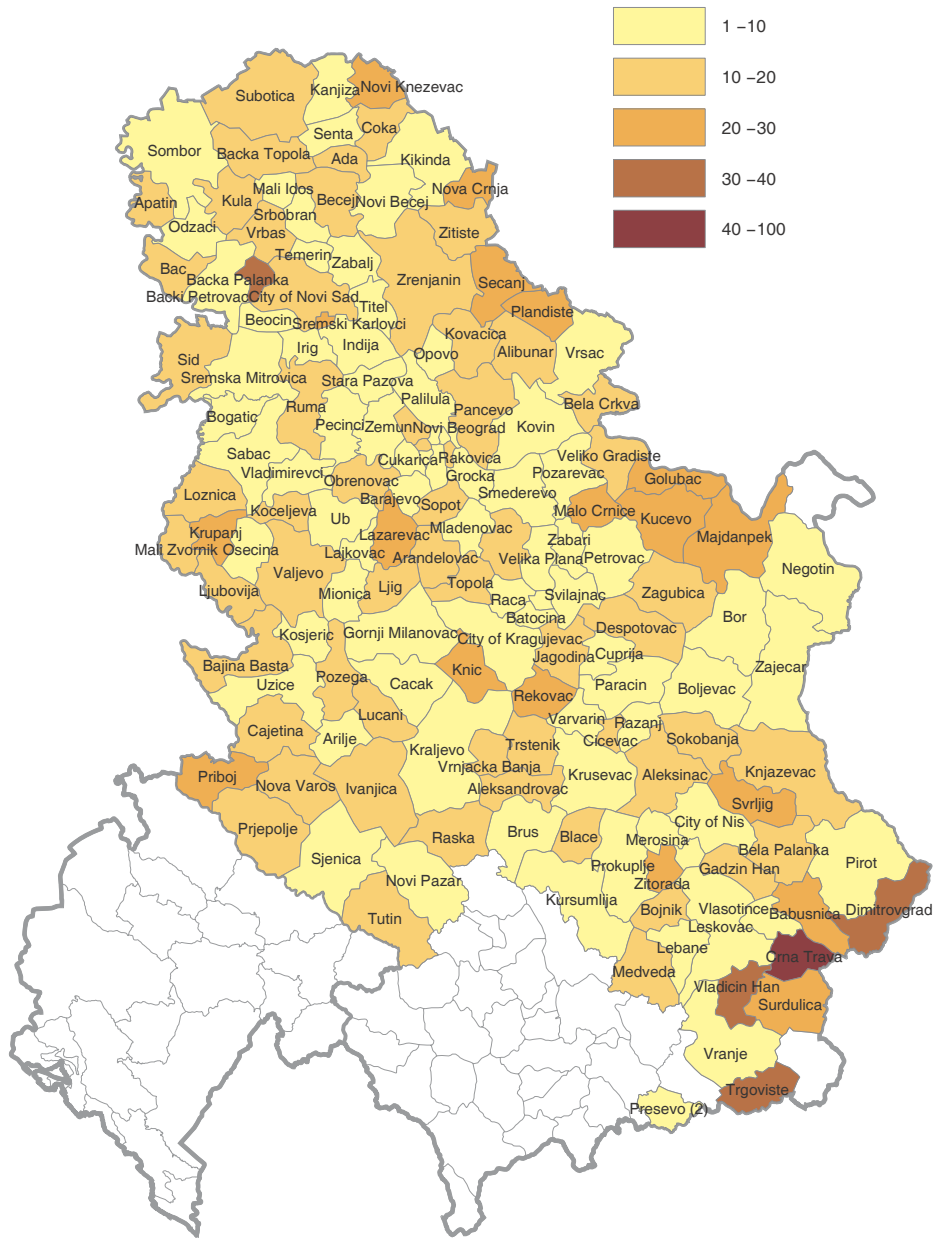 1 –10
10 –20
20 –30
30 –40
40 –100
Subotica
Kanjiza
Novi Knezevac
Coka
Senta
Sombor
Backa Topola
Ada
Kikinda
Mali Idos
Nova Crnja
Apatin
Kula
Becej
Novi Becej
Srbobran
Odzaci
Vrbas
Zitiste
Temerin
Zabalj
Bac
Backa Palanka
Zrenjanin
Secanj
Backi Petrovac
City of Novi Sad
Titel
Plandiste
Beocin
Sremski Karlovci
Kovacica
Irig
Indija
Opovo
Alibunar
Vrsac
Sid
Sremska Mitrovica
Stara Pazova
Palilula
Bela Crkva
Ruma
Pancevo
Bogatic
Pecinci
Zemun
Novi Beograd
Kovin
Sabac
Cukarica
Rakovica
Veliko Gradiste
Vladimirevci
Grocka
Pozarevac
Obrenovac
Golubac
Loznica
Barajevo
Sopot
Smederevo
Koceljeva
Malo Crnice
Ub
Kucevo
Krupanj
Lazarevac
Mladenovac
Majdanpek
Mali Zvornik
Osecina
Lajkovac
Arandelovac
Velika Plana
Zabari
Petrovac
Negotin
Valjevo
Ljubovija
Mionica
Ljig
Topola
Svilajnac
Zagubica
Raca
Batocina
Bor
Kosjeric
Gornji Milanovac
City of Kragujevac
Despotovac
Jagodina
Cuprija
Bajina Basta
Zajecar
Uzice
Pozega
Cacak
Knic
Paracin
Boljevac
Rekovac
Lucani
Cajetina
Arilje
Varvarin
Razanj
Trstenik
Cicevac
Sokobanja
Kraljevo
Vrnjacka Banja
Priboj
Nova Varos
Ivanjica
Aleksandrovac
Krusevac
Aleksinac
Knjazevac
Svrljig
Prjepolje
Raska
Brus
Blace
City of Nis
Merosina
Sjenica
Bela Palanka
Pirot
Prokuplje
Gadzin Han
Novi Pazar
Zitorada
Kursumlija
Bojnik
Vlasotince
Babusnica
Dimitrovgrad
Tutin
Leskovac
Lebane
Crna Trava
Medveda
Vladicin Han
Surdulica
Vranje
Trgoviste
Presevo (2)